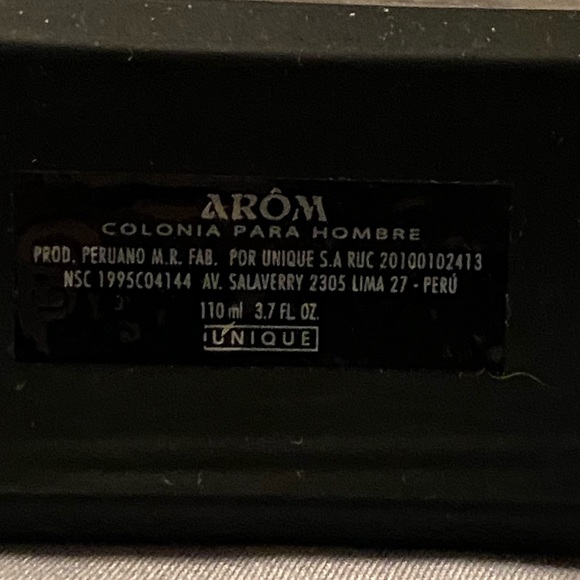 ARÔM
COLONIA PARA HOMBRE
PROD. PERUANO M.R. FAB. POR UNIQUE S.A RUC 20100102413
NSC 1995C04144 AV. SALAVERRY 2305 LIMA 27 - PERÚ
110 ml 3.7 FL OZ.
UNIQUE